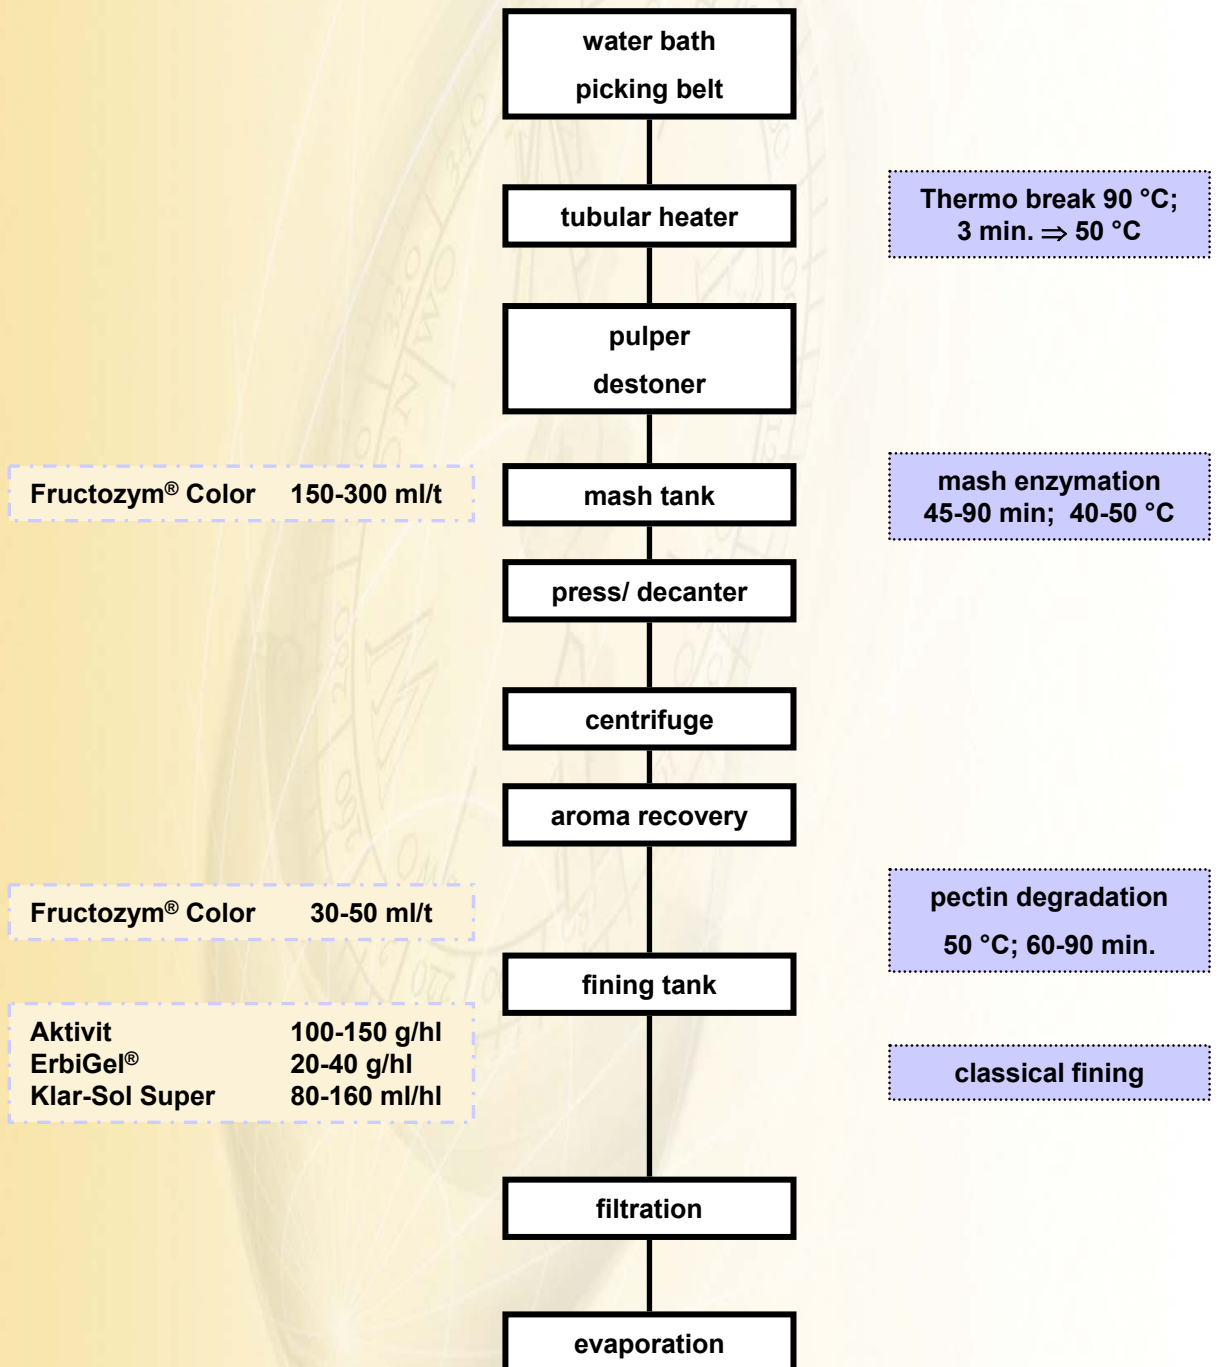 water bath
picking belt
tubular heater
Thermo break 90 °C;
3 min. ⇒ 50 °C
pulper
destoner
Fructozym® Color 150-300 ml/t
mash tank
mash enzymation
45-90 min; 40-50 °C
press/ decanter
centrifuge
aroma recovery
Fructozym® Color 30-50 ml/t
pectin degradation
50 °C; 60-90 min.
fining tank
Aktivit 100-150 g/hl
ErbiGel® 20-40 g/hl
Klar-Sol Super 80-160 ml/hl
classical fining
filtration
evaporation